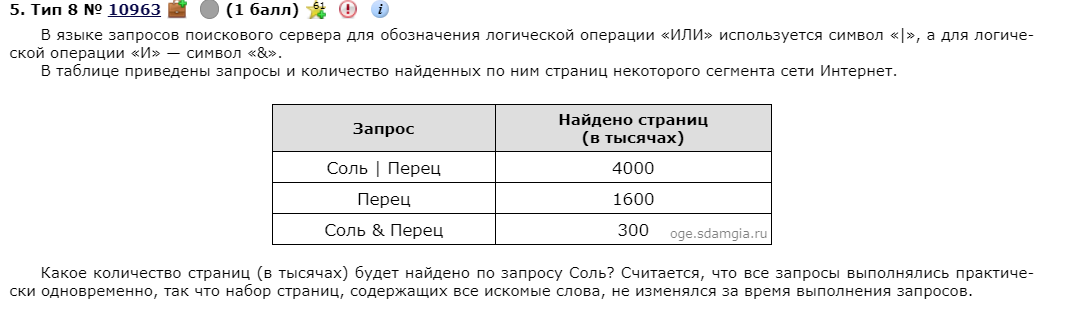 5. Тип 8 № 10963 (1 балл) 61
В языке запросов поискового сервера для обозначения логической операции «ИЛИ» используется символ «|», а для логиче-
ской операции «И» — символ «&».
В таблице приведены запросы и количество найденных по ним страниц некоторого сегмента сети Интернет.
Запрос Найдено страниц
(в тысячах)
Соль | Перец 4000
Перец 1600
Соль & Перец 300 oge.sdamgia.ru
Какое количество страниц (в тысячах) будет найдено по запросу Соль? Считается, что все запросы выполнялись практиче-
ски одновременно, так что набор страниц, содержащих все искомые слова, не изменялся за время выполнения запросов.